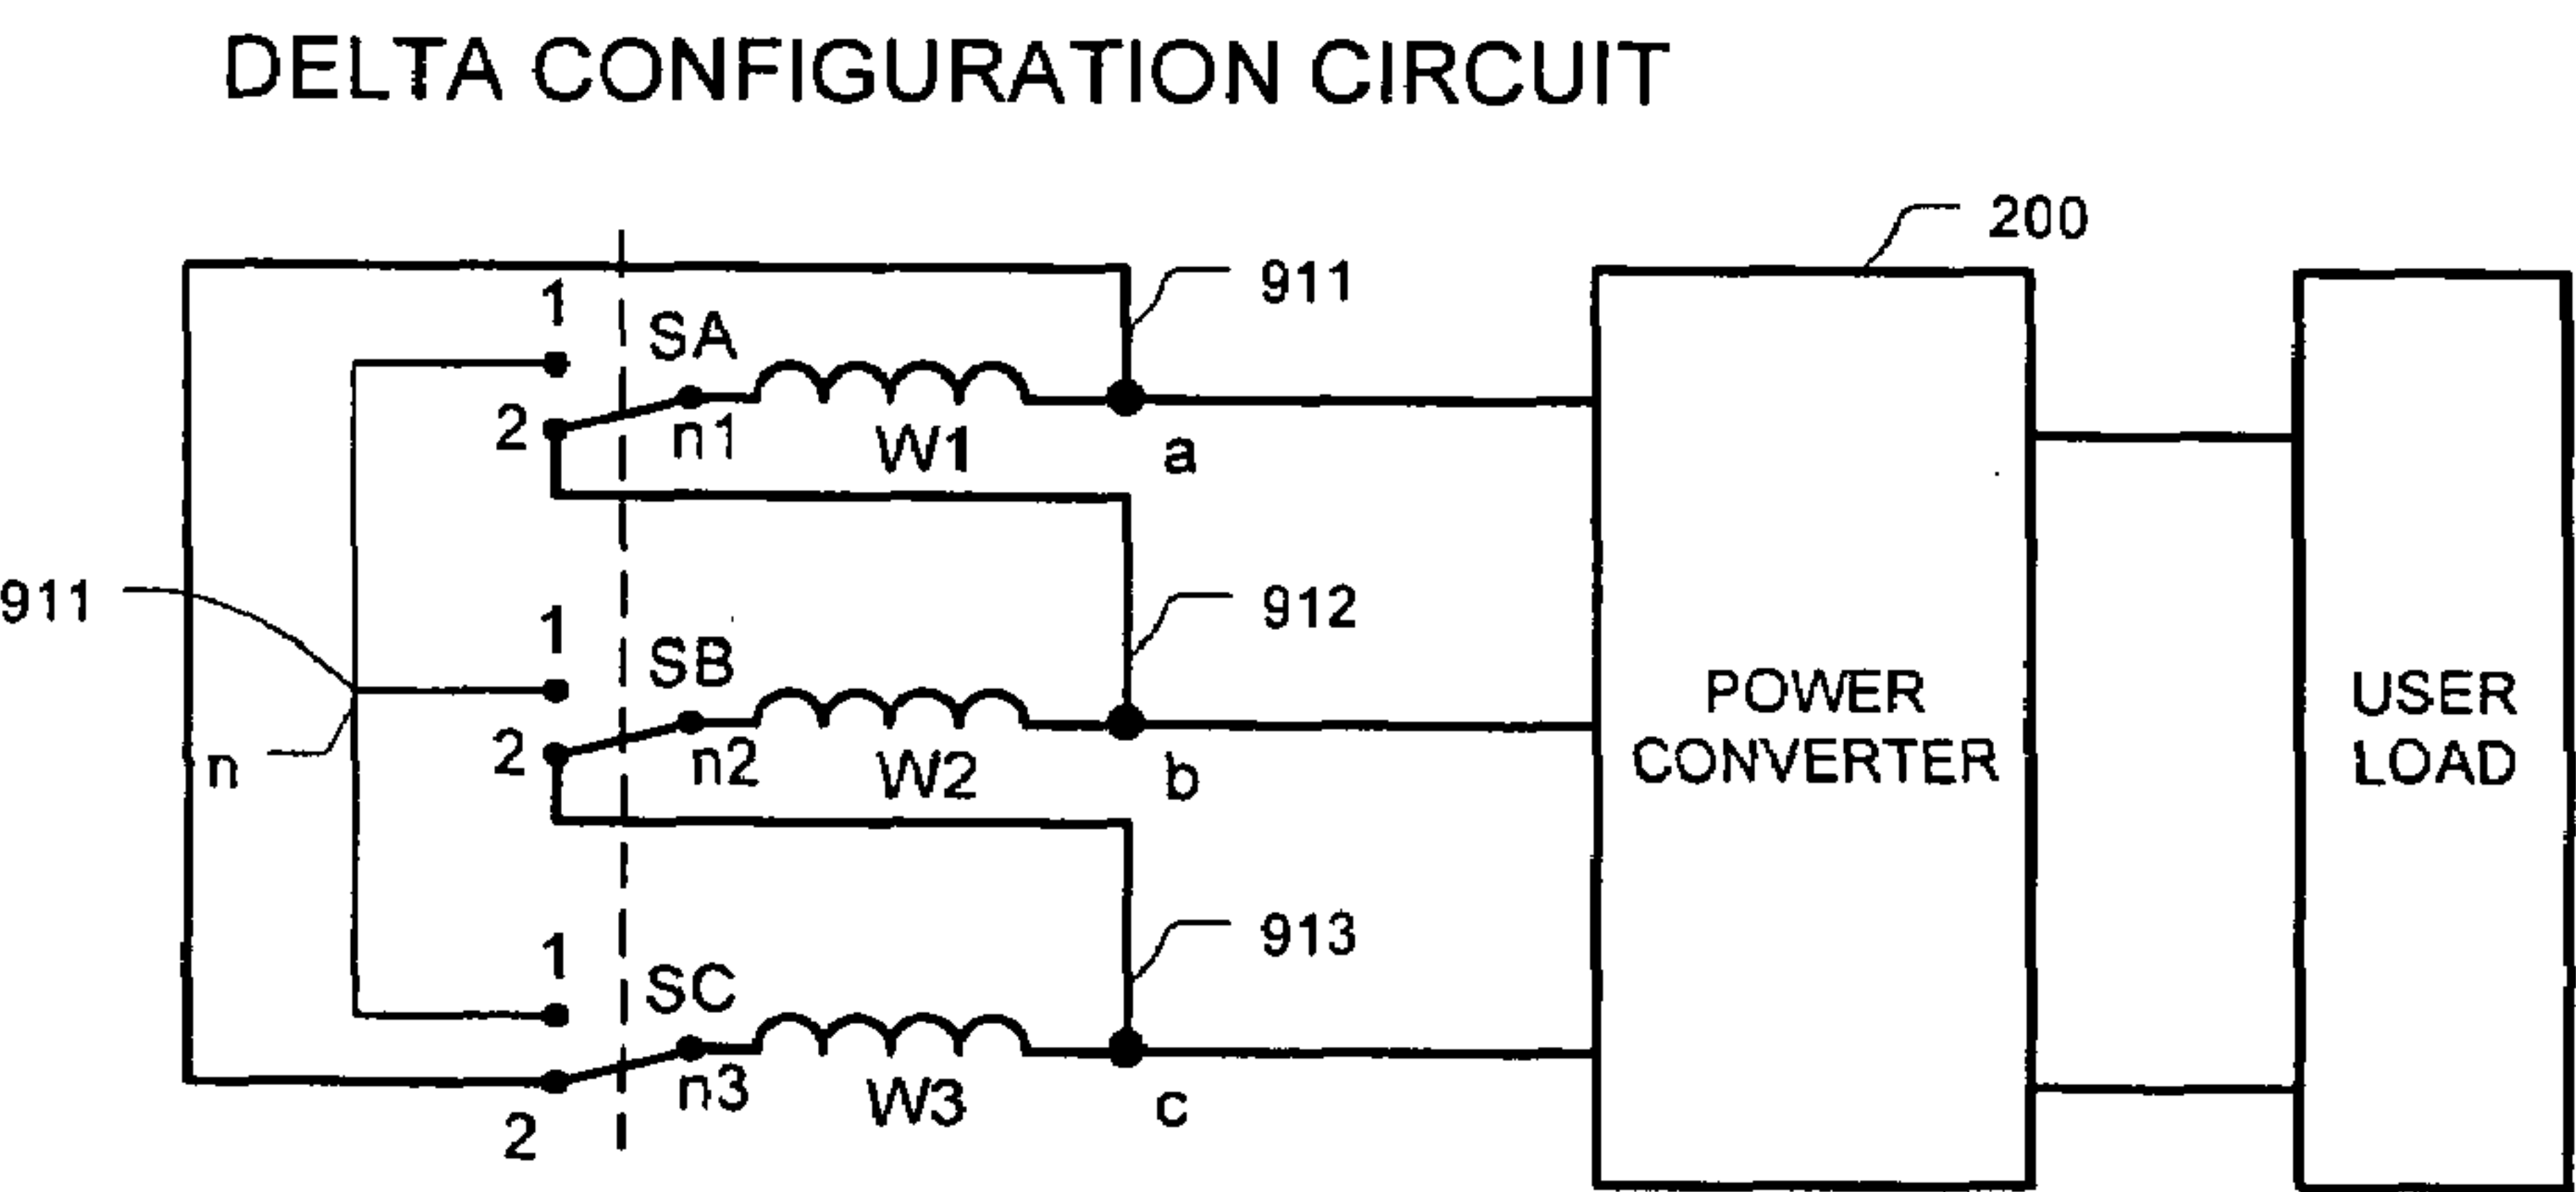 DELTA CONFIGURATION CIRCUIT
200
911
1
SA
2
n1
W1
a
911
1
912
SB
2
n2
W2
b
n
POWER
CONVERTER
USER
LOAD
1
913
SC
n3
W3
c
2